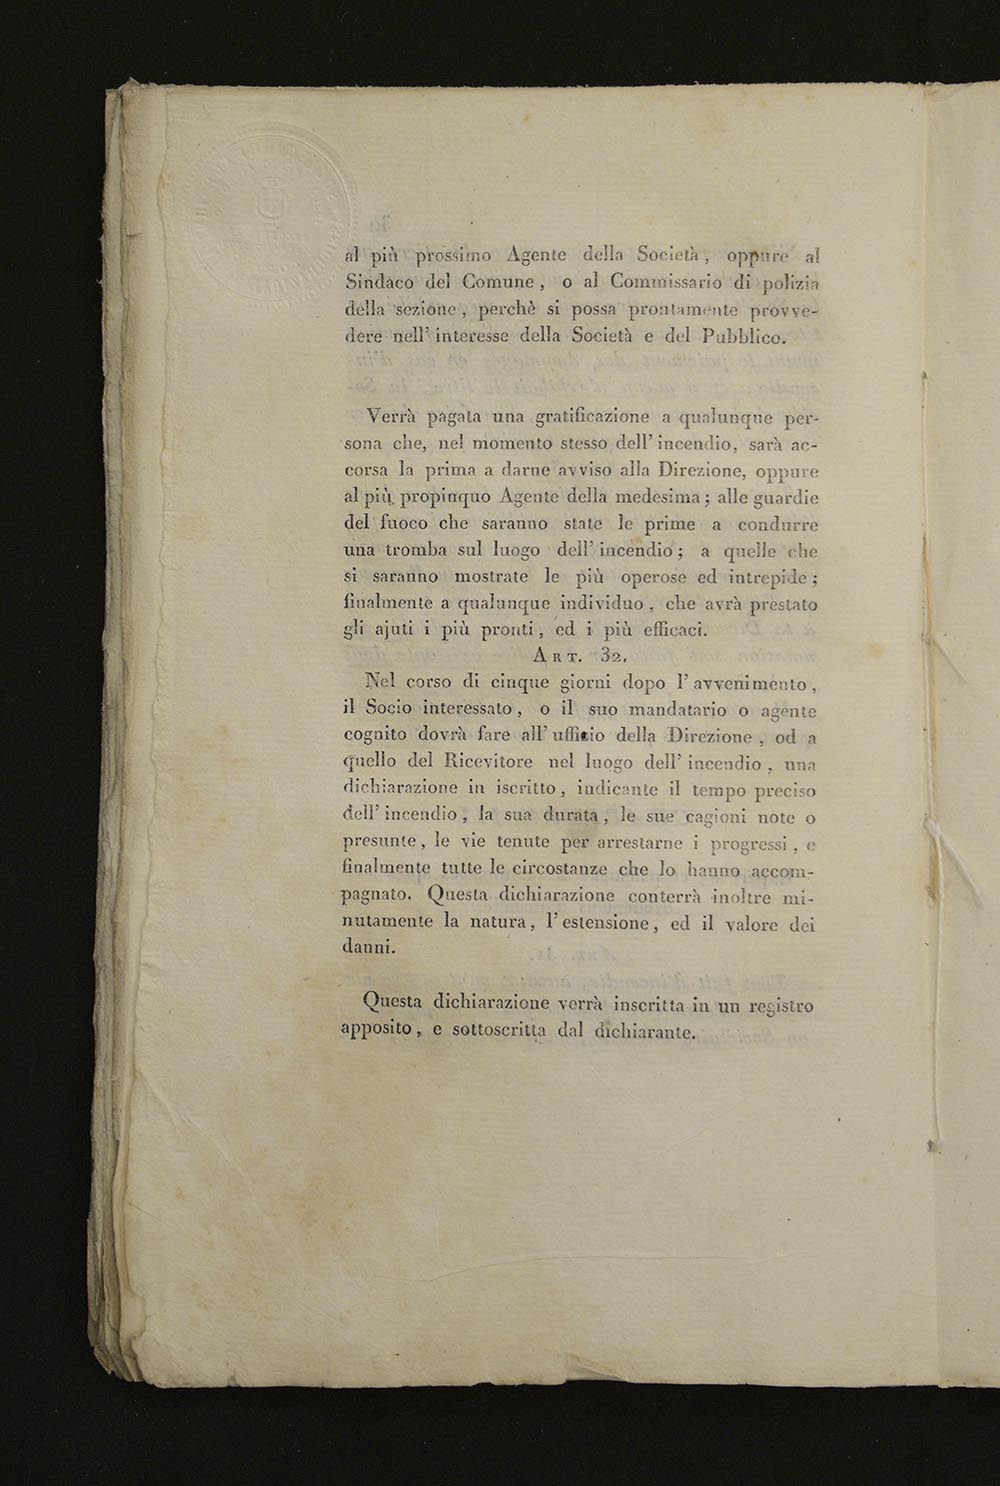 al più prossimo Agente della Società, oppure al
Sindaco del Comune, o al Commissario di polizia
della sezione, perchè si possa prontamente provve-
dere nell' interesse della Società e del Pubblico.
Verrà pagata una gratificazione a qualunque per-
sona che, nel momento stesso dell' incendio, sarà ac-
corsa la prima a darne avviso alla Direzione, oppure
al più propinquo Agente della medesima; alle guardie
del fuoco che saranno state le prime a condurre
una tromba sul luogo dell' incendio; a quelle che
si saranno mostrate le più operose ed intrepide;
finalmente a qualunque individuo, che avrà prestato
gli ajuti i più pronti, ed i più efficaci.
ART. 32.
Nel corso di cinque giorni dopo l' avvenimento,
il Socio interessato, o il suo mandatario o agente
cognito dovrà fare all' uffizio della Direzione, od a
quello del Ricevitore nel luogo dell' incendio, una
dichiarazione in iscritto, indicante il tempo preciso
dell' incendio, la sua durata, le sue cagioni note o
presunte, le vie tenute per arrestarne i progressi, e
finalmente tutte le circostanze che lo hanno accom-
pagnato. Questa dichiarazione conterrà inoltre mi-
nutamente la natura, l' estensione, ed il valore dei
danni.
Questa dichiarazione verrà inscritta in un registro
apposito, e sottoscritta dal dichiarante.